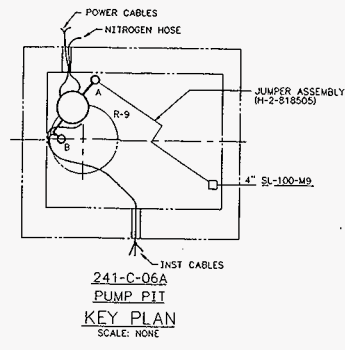 POWER CABLES
NITROGEN HOSE
A
R-9
JUMPER ASSEMBLY
(H-2-818505)
B
4" SL-100-M9
INST CABLES
241-C-06A
PUMP PIT
KEY PLAN
SCALE: NONE